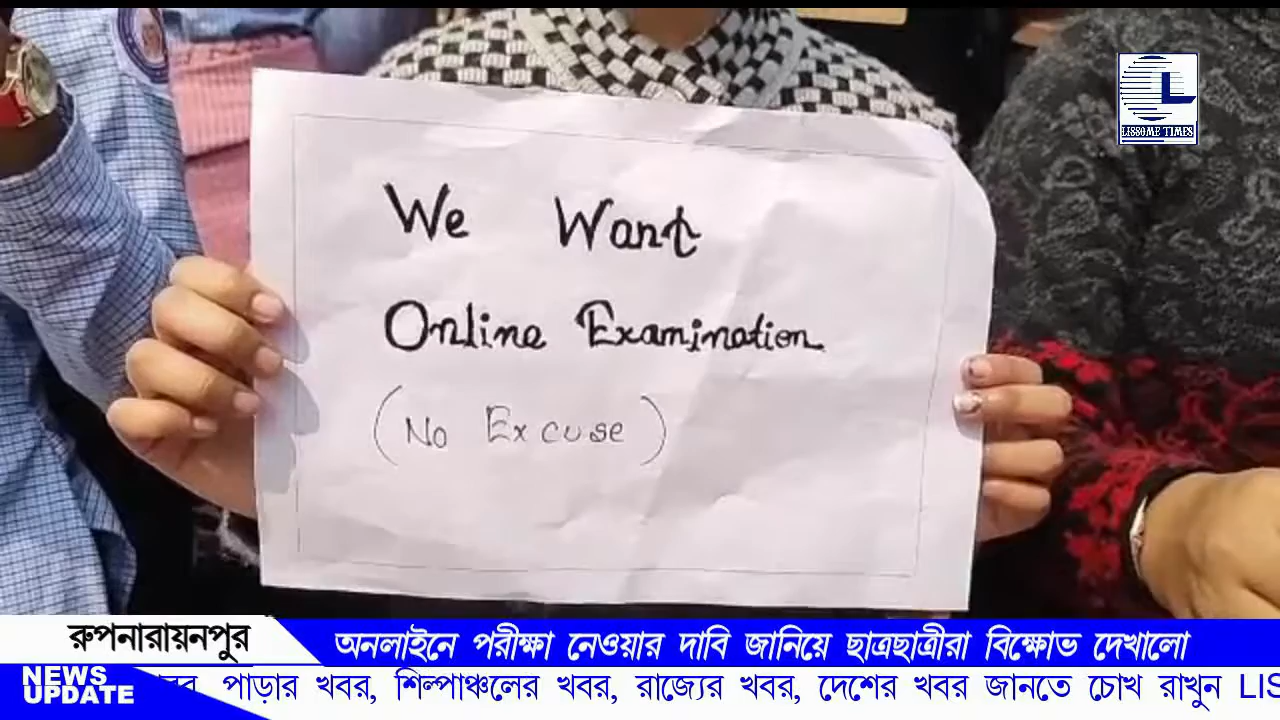 LISSOME TIMES
We Want
Online Examination
(No Excuse)
রুপনারায়নপুর
অনলাইনে পরীক্ষা নেওয়ার দাবি জানিয়ে ছাত্রছাত্রীরা বিক্ষোভ দেখালো
NEWS
UPDATE
পাড়ার খবর, শিল্পাঞ্চলের খবর, রাজ্যের খবর, দেশের খবর জানতে চোখ রাখুন